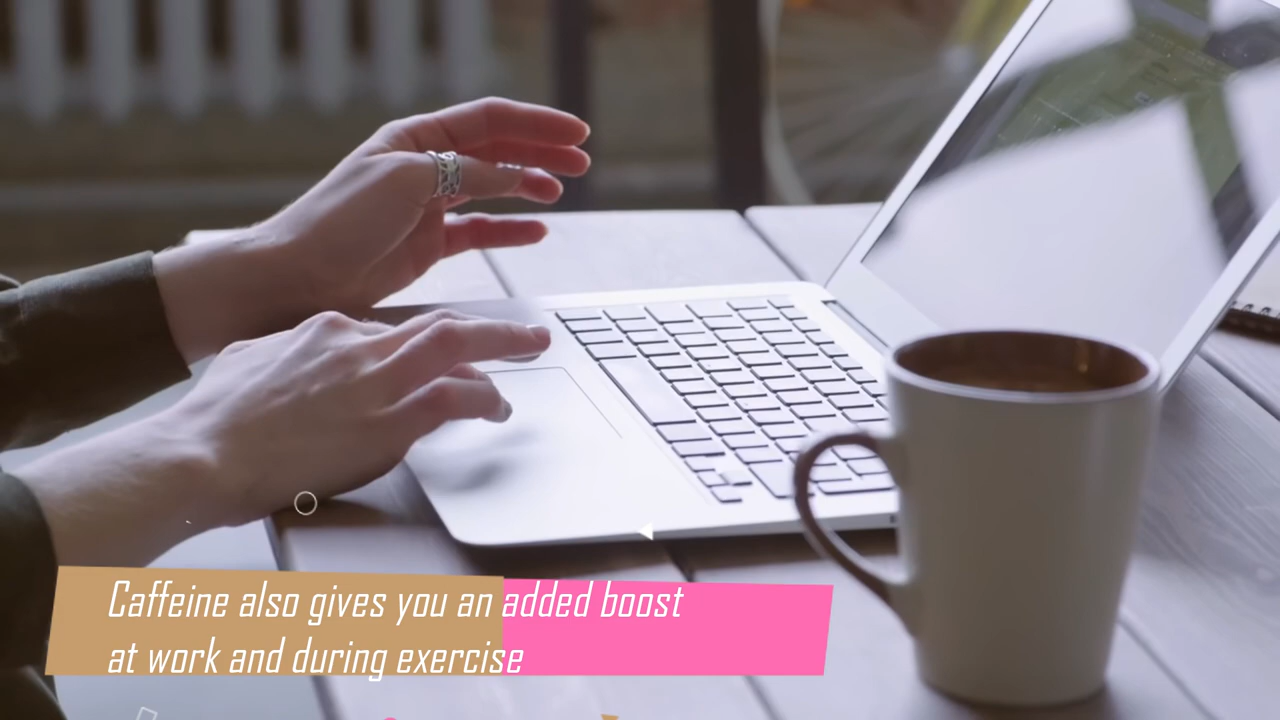 Caffeine also gives you an added boost
at work and during exercise